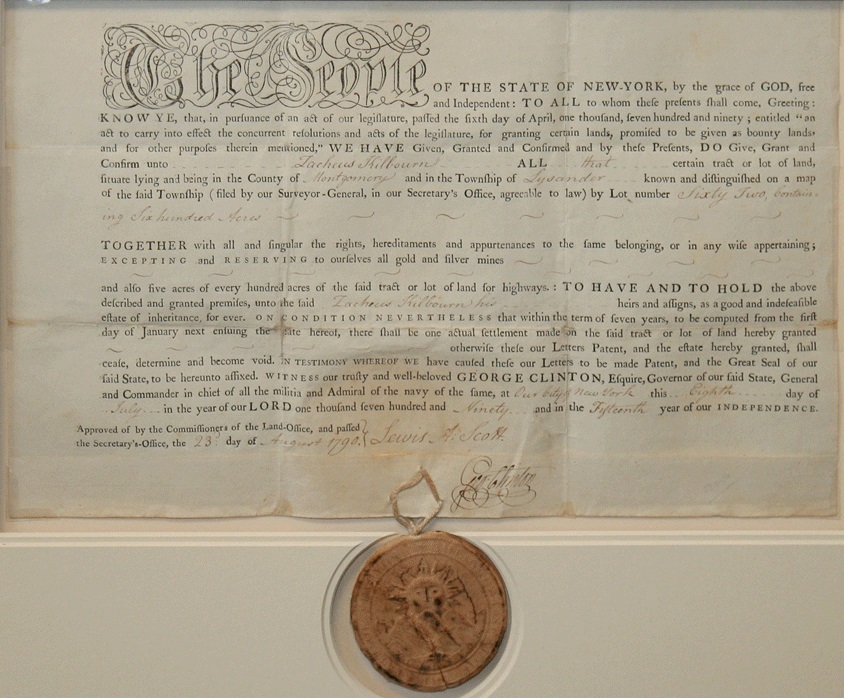 The People OF THE STATE OF NEW-YORK, by the grace of GOD, free
and Independent: TO ALL to whom theſe preſents ſhall come, Greeting:
KNOW YE, that, in purſuance of an act of our legiſlature, paſſed the ſixth day of April, one thouſand, ſeven hundred and ninety; entitled "an
act to carry into effect the concurrent reſolutions and acts of the legiſlature, for granting certain lands, promiſed to be given as bounty lands,
and for other purpoſes therein mentioned," WE HAVE Given, Granted and Confirmed and by theſe Preſents, DO Give, Grant and
Confirm unto Zacheus Kilbourn ALL that certain tract or lot of land,
ſituate lying and being in the County of Montgomery and in the Townſhip of Lysander known and diſtinguiſhed on a map
of the ſaid Townſhip (filed by our Surveyor-General, in our Secretary's Office, agreeable to law) by Lot number Sixty Two, Contain-
ing Six hundred Acres
TOGETHER with all and ſingular the rights, hereditaments and appurtenances to the ſame belonging, or in any wiſe appertaining;
EXCEPTING and RESERVING to ourſelves all gold and ſilver mines
and alſo five acres of every hundred acres of the ſaid tract or lot of land for highways.: TO HAVE AND TO HOLD the above
deſcribed and granted premiſes, unto the ſaid Zacheus Kilbourn his heirs and aſſigns, as a good and indefeaſible
eſtate of inheritance, for ever. ON CONDITION NEVERTHELESS that within the term of ſeven years, to be computed from the firſt
day of January next enſuing the date hereof, there ſhall be one actual ſettlement made on the ſaid tract or lot of land hereby granted
otherwiſe theſe our Letters Patent, and the eſtate hereby granted, ſhall
ceaſe, determine and become void. IN TESTIMONY WHEREOF WE have cauſed theſe our Letters to be made Patent, and the Great Seal of our
ſaid State, to be hereunto affixed. WITNESS our truſty and well-beloved GEORGE CLINTON, Eſquire, Governor of our ſaid State, General
and Commander in chief of all the militia and Admiral of the navy of the ſame, at Our City of New York this Eighth day of
July in the year of our LORD one thouſand ſeven hundred and Ninety and in the Fifteenth year of our INDEPENDENCE.
Approved of by the Commiſſioners of the Land-Office, and paſſed
the Secretary's-Office, the 23d day of August 1790. Lewis A. Scott.
Geo. Clinton